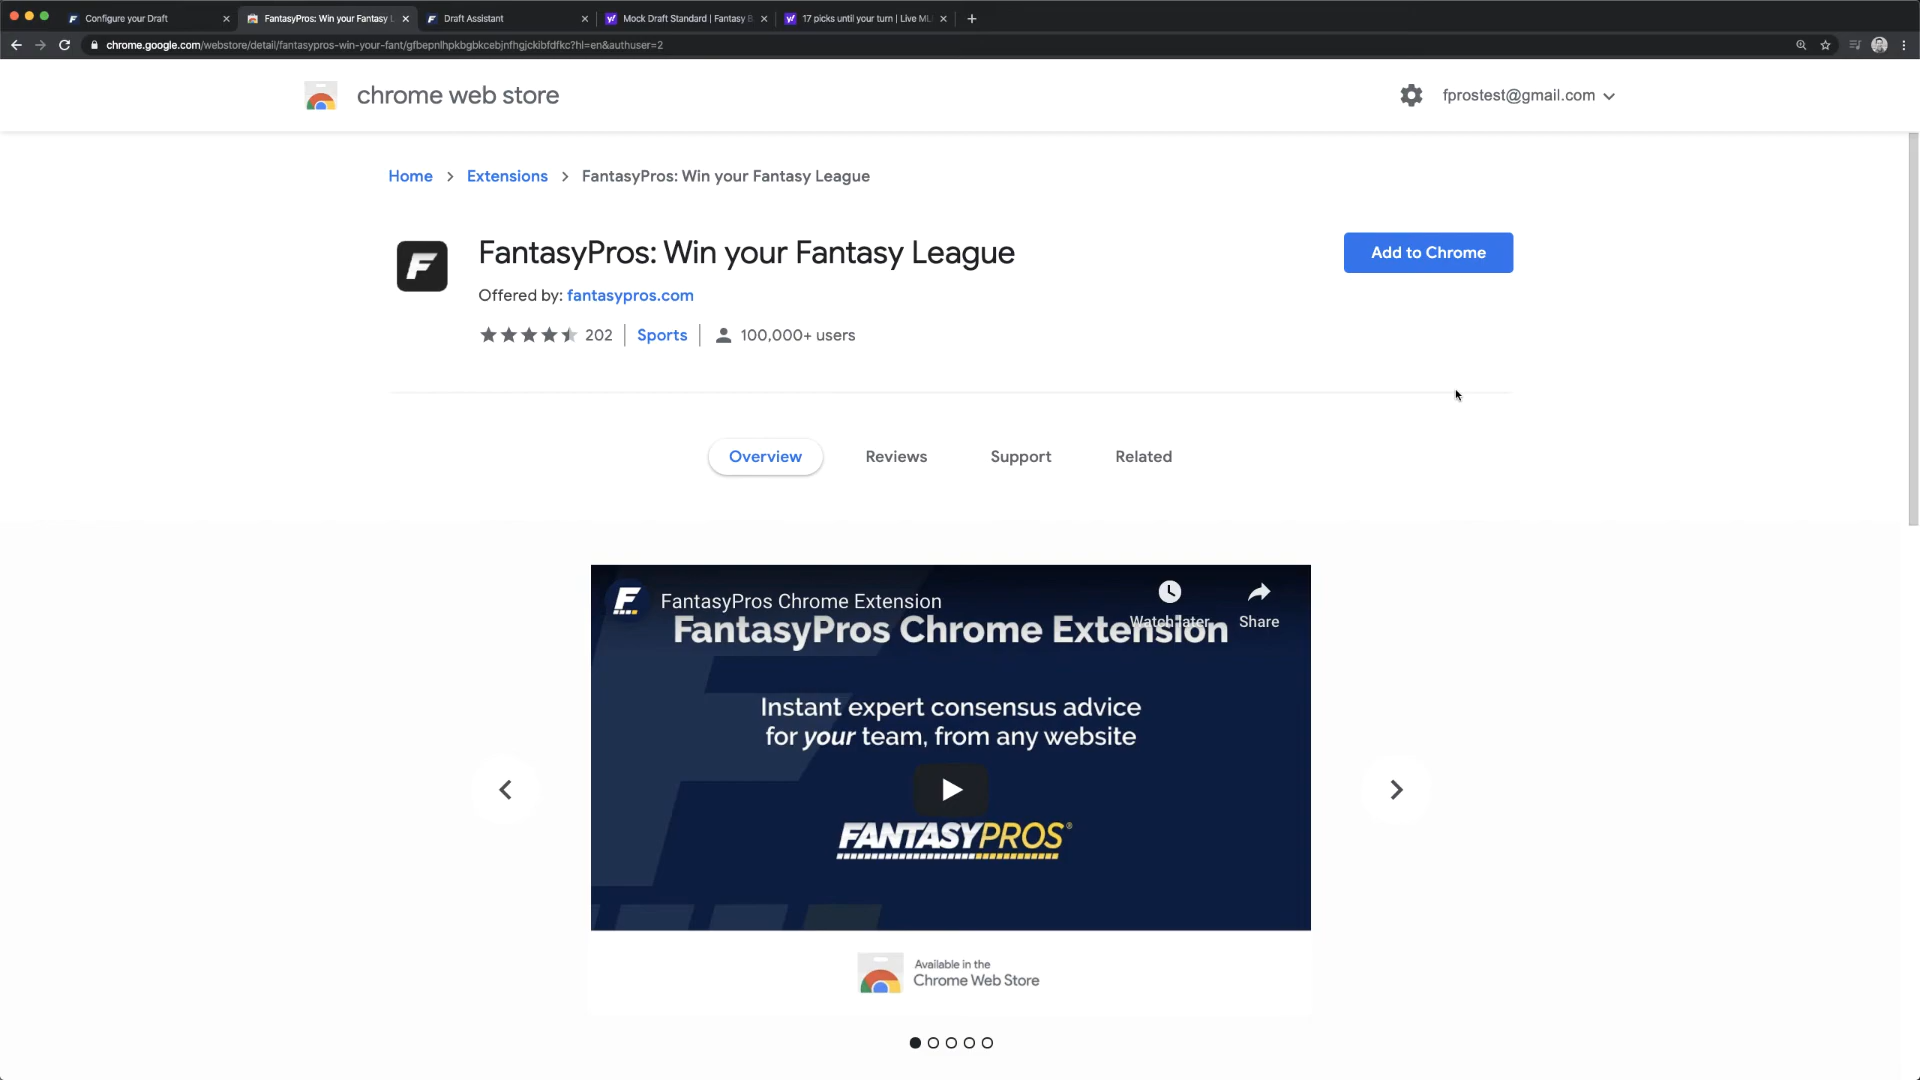 Configure your Draft
FantasyPros: Win your Fantasy L
Draft Assistant
Mock Draft Standard | Fantasy B
17 picks until your turn | Live ML
chrome.google.com/webstore/detail/fantasypros-win-your-fant/gfbepnlhpkbgbkcebjnfhgjckibfdfkc?hl=en&authuser=2
chrome web store
fprostest@gmail.com
Home > Extensions > FantasyPros: Win your Fantasy League
FantasyPros: Win your Fantasy League
Add to Chrome
Offered by: fantasypros.com
202 | Sports | 100,000+ users
Overview
Reviews
Support
Related
FantasyPros Chrome Extension
Watch later
Share
FantasyPros Chrome Extension
Instant expert consensus advice
for your team, from any website
FANTASYPROS®
Available in the
Chrome Web Store